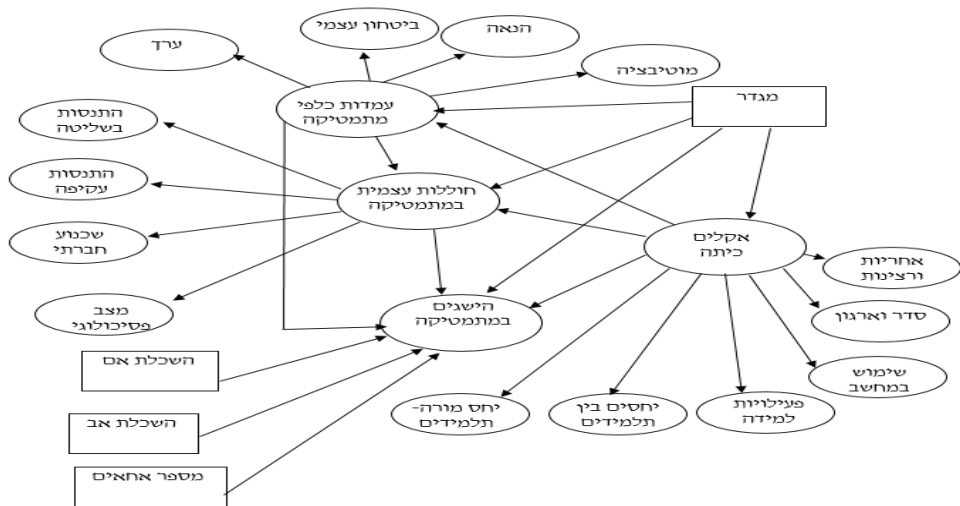 ביטחון עצמי
הנאה
ערך
מוטיבציה
מגדר
עמדות כלפי
מתמטיקה
התנסות
בשליטה
התנסות
עקיפה
חוללות עצמית
במתמטיקה
שכנוע
חברתי
אקלים
כיתה
אחריות
ורצינות
מצב
פסיכולוגי
הישגים
במתמטיקה
סדר וארגון
השכלת אם
שימוש
במחשב
יחס מורה-
תלמידים
יחסים בין
תלמידים
פעילויות
למידה
השכלת אב
מספר אחאים